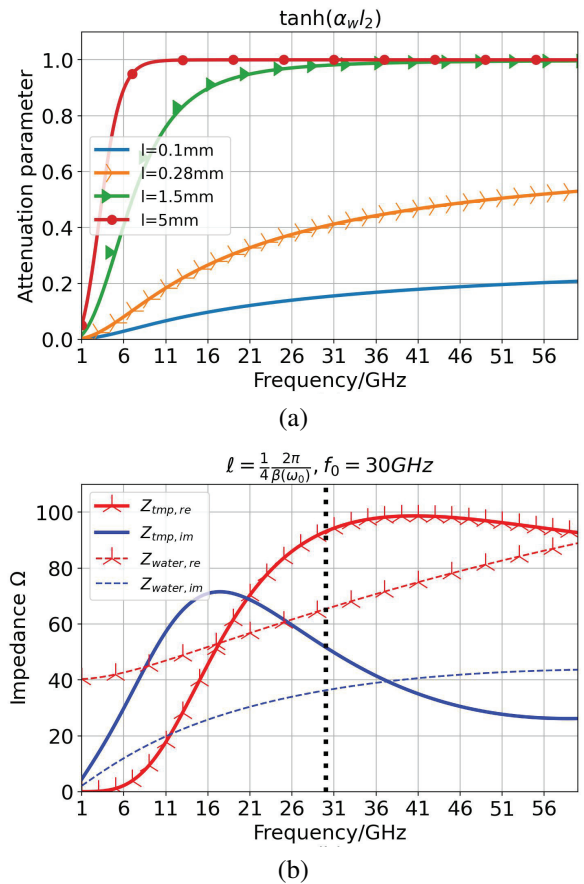 tanh(α_w l_2)
Attenuation parameter
1.0
0.8
0.6
0.4
0.2
0.0
l=0.1mm
l=0.28mm
l=1.5mm
l=5mm
1 6 11 16 21 26 31 36 41 46 51 56
Frequency/GHz
(a)
ℓ = 1/4 2π/β(ω_0), f_0 = 30GHz
Impedance Ω
100
80
60
40
20
0
Z_tmp,re
Z_tmp,im
Z_water,re
Z_water,im
1 6 11 16 21 26 31 36 41 46 51 56
Frequency/GHz
(b)